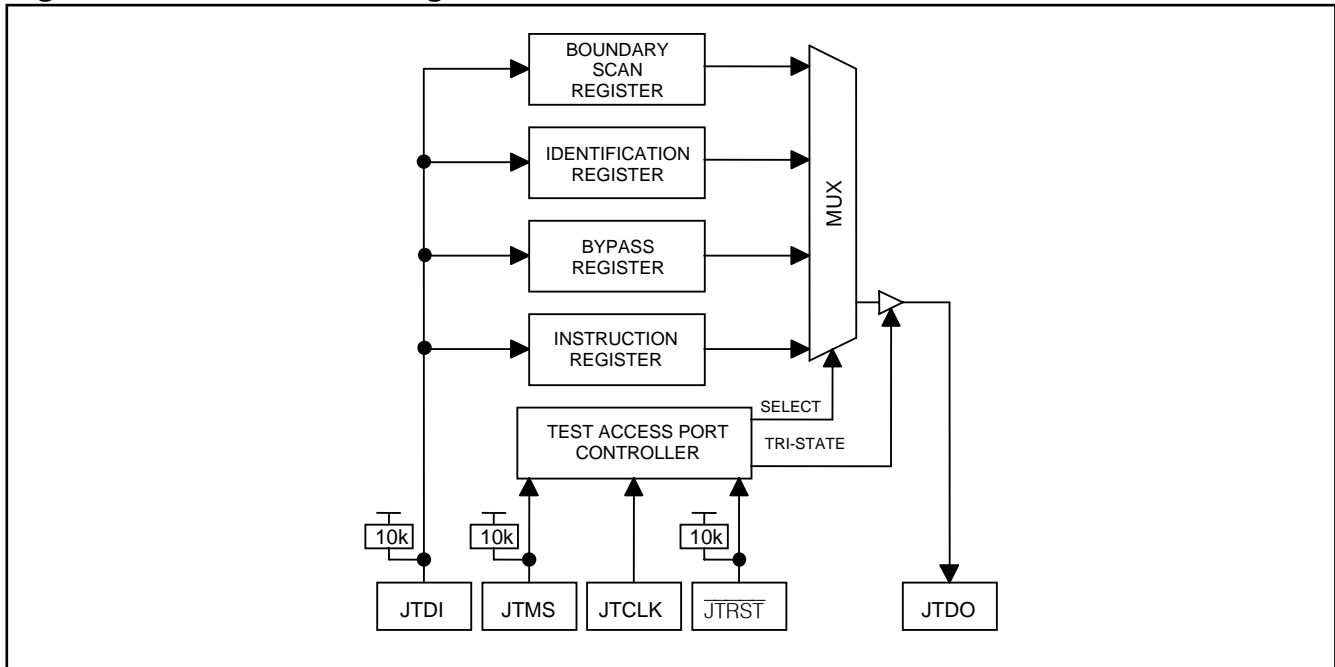 BOUNDARY
SCAN
REGISTER
IDENTIFICATION
REGISTER
BYPASS
REGISTER
INSTRUCTION
REGISTER
MUX
SELECT
TEST ACCESS PORT
CONTROLLER
TRI-STATE
10k
10k
10k
JTDI
JTMS
JTCLK
JTRST
JTDO